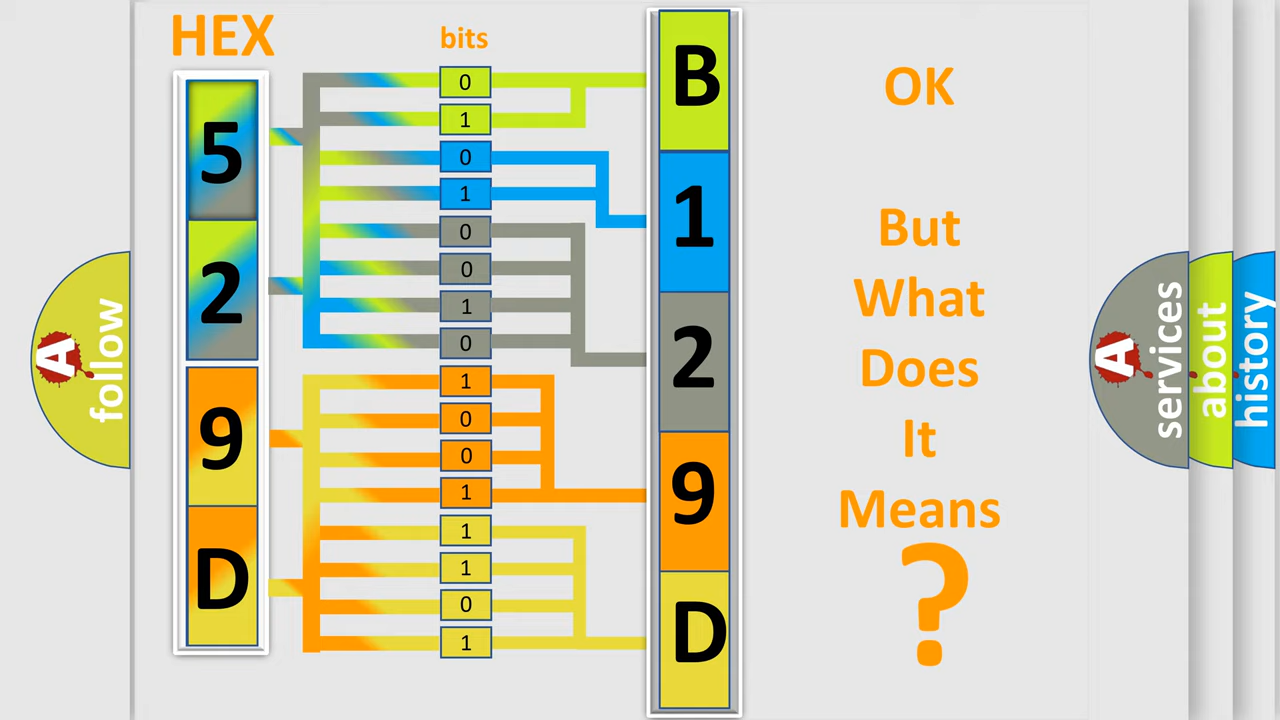 HEX
bits
5
2
9
D
0
1
0
1
0
0
1
0
1
0
0
1
1
1
0
1
B
1
2
9
D
OK
But
What
Does
It
Means
?
A
follow
A
services
about
history